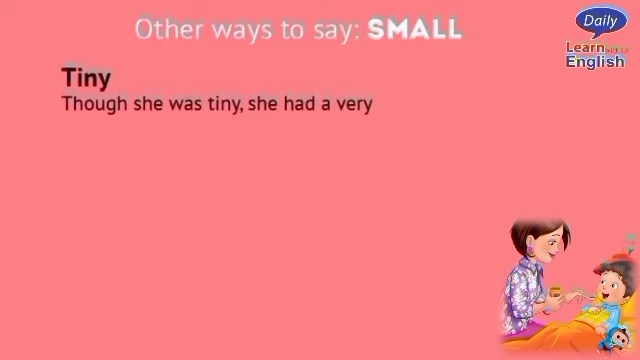 Other ways to say: SMALL
Daily
Learn
English
Tiny
Though she was tiny, she had a very